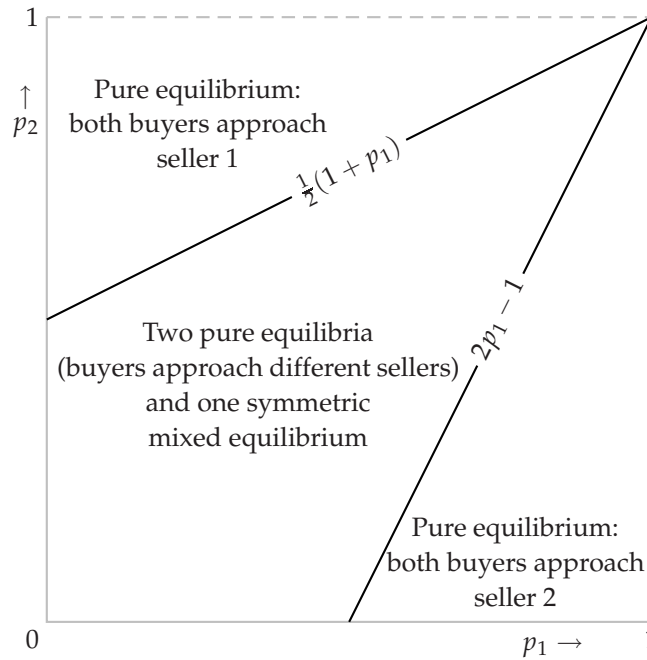 1
↑
p₂
Pure equilibrium:
both buyers approach
seller 1
½(1 + p₁)
Two pure equilibria
(buyers approach different sellers)
and one symmetric
mixed equilibrium
2p₁ − 1
Pure equilibrium:
both buyers approach
seller 2
0
p₁ →